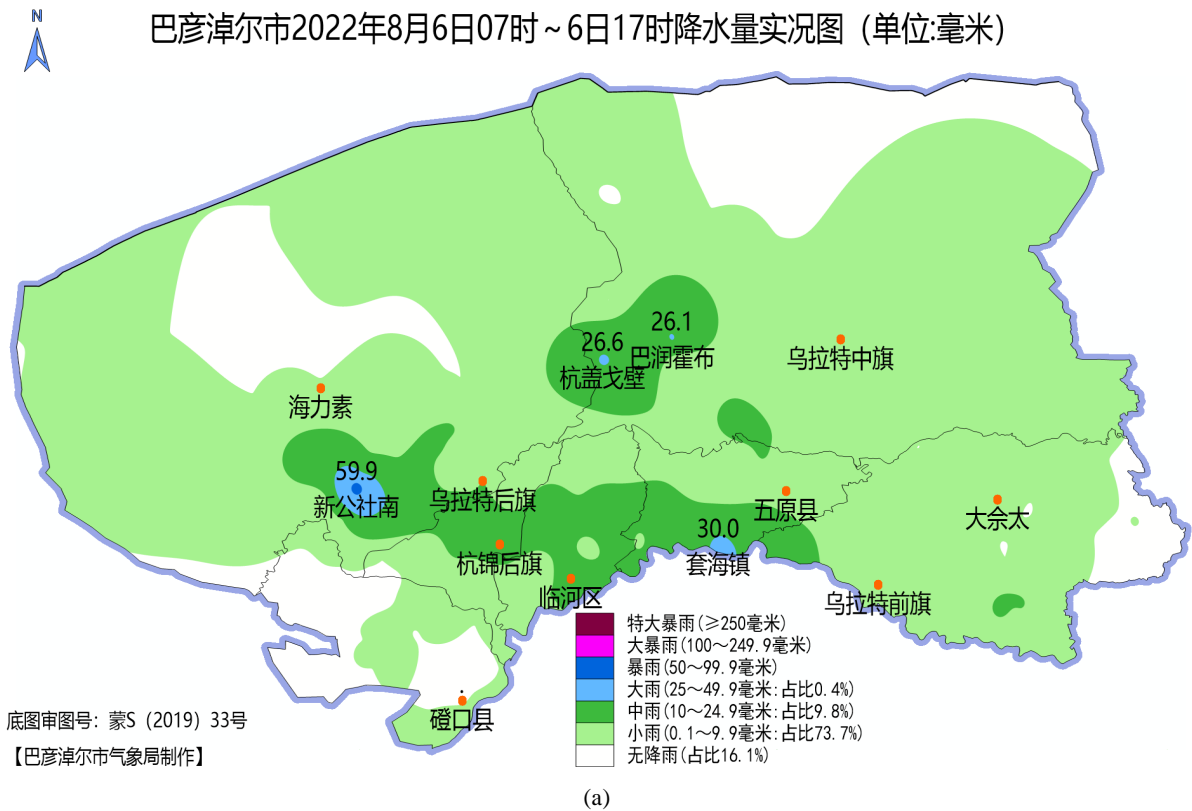 N
巴彦淖尔市2022年8月6日07时～6日17时降水量实况图（单位:毫米）
26.1
26.6
巴润霍布
乌拉特中旗
杭盖戈壁
海力素
59.9
新公社南
乌拉特后旗
五原县
大佘太
30.0
杭锦后旗
套海镇
临河区
乌拉特前旗
特大暴雨(≥250毫米)
大暴雨(100～249.9毫米)
暴雨(50～99.9毫米)
大雨(25～49.9毫米:占比0.4%)
中雨(10～24.9毫米:占比9.8%)
小雨(0.1～9.9毫米:占比73.7%)
无降雨(占比16.1%)
磴口县
底图审图号：蒙S（2019）33号
【巴彦淖尔市气象局制作】
(a)